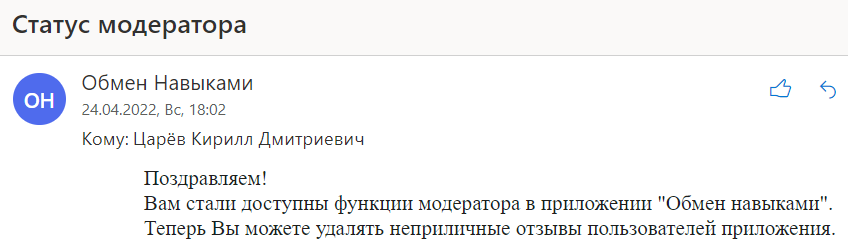 Статус модератора
ОН
Обмен Навыками
24.04.2022, Вс, 18:02
Кому: Царёв Кирилл Дмитриевич
Поздравляем!
Вам стали доступны функции модератора в приложении "Обмен навыками".
Теперь Вы можете удалять неприличные отзывы пользователей приложения.